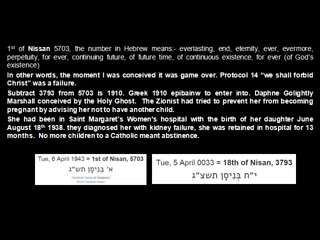 1st of Nissan 5703, the number in Hebrew means:- everlasting, end, eternity, ever, evermore,
perpetuity, for ever, continuing future, of future time, of continuous existence, for ever (of God's
existence)
In other words, the moment I was conceived it was game over. Protocol 14 "we shall forbid
Christ" was a failure.
Subtract 3793 from 5703 is 1910. Greek 1910 epibainw to enter into. Daphne Golightly
Marshall conceived by the Holy Ghost. The Zionist had tried to prevent her from becoming
pregnant by advising her not to have another child.
She had been in Saint Margaret's Women's hospital with the birth of her daughter June
August 18th 1938. they diagnosed her with kidney failure, she was retained in hospital for 13
months. No more children to a Catholic meant abstinence.
Tue, 6 April 1943 = 1st of Nisan, 5703
א׳ בְּנִיסָן תש״ג
Tue, 5 April 0033 = 18th of Nisan, 3793
י״ח בְּנִיסָן תשצ״ג